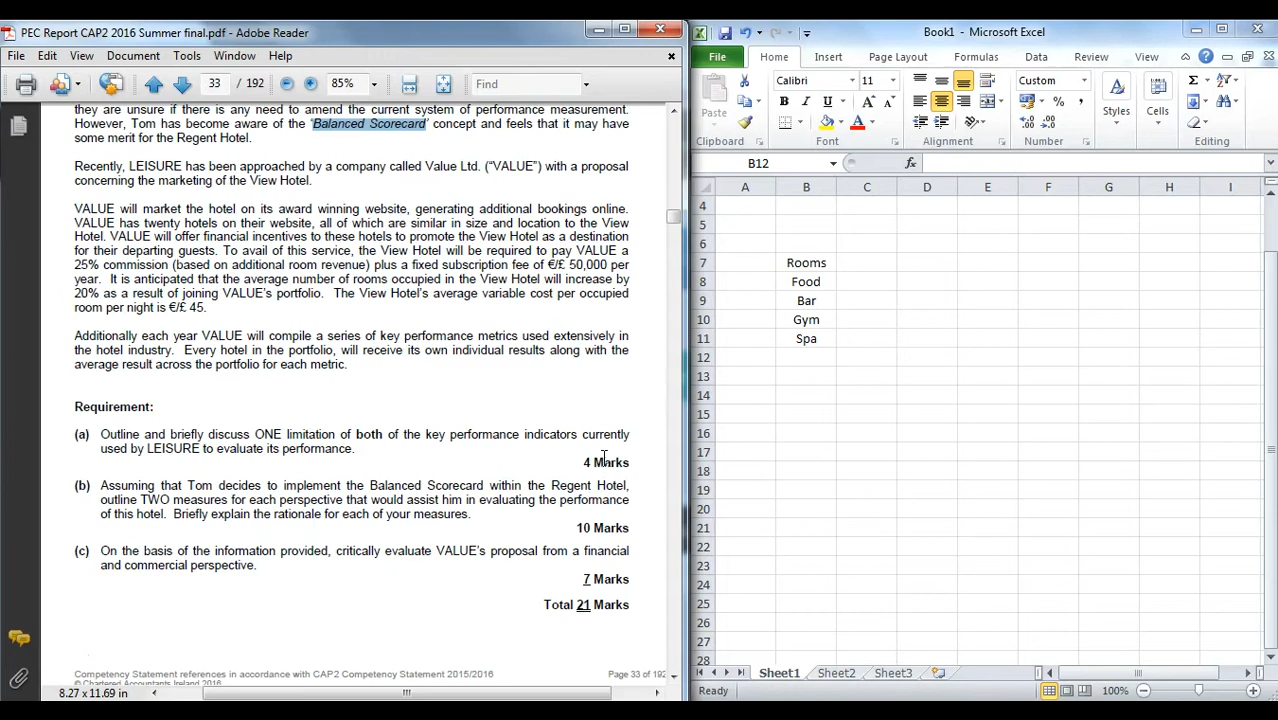 PEC Report CAP2 2016 Summer final.pdf - Adobe Reader
File Edit View Document Tools Window Help
33 / 192 85% Find
they are unsure if there is any need to amend the current system of performance measurement.
However, Tom has become aware of the 'Balanced Scorecard' concept and feels that it may have
some merit for the Regent Hotel.
Recently, LEISURE has been approached by a company called Value Ltd. ("VALUE") with a proposal
concerning the marketing of the View Hotel.
VALUE will market the hotel on its award winning website, generating additional bookings online.
VALUE has twenty hotels on their website, all of which are similar in size and location to the View
Hotel. VALUE will offer financial incentives to these hotels to promote the View Hotel as a destination
for their departing guests. To avail of this service, the View Hotel will be required to pay VALUE a
25% commission (based on additional room revenue) plus a fixed subscription fee of €/£ 50,000 per
year. It is anticipated that the average number of rooms occupied in the View Hotel will increase by
20% as a result of joining VALUE's portfolio. The View Hotel's average variable cost per occupied
room per night is €/£ 45.
Additionally each year VALUE will compile a series of key performance metrics used extensively in
the hotel industry. Every hotel in the portfolio, will receive its own individual results along with the
average result across the portfolio for each metric.
Requirement:
(a) Outline and briefly discuss ONE limitation of both of the key performance indicators currently
used by LEISURE to evaluate its performance.
4 Marks
(b) Assuming that Tom decides to implement the Balanced Scorecard within the Regent Hotel,
outline TWO measures for each perspective that would assist him in evaluating the performance
of this hotel. Briefly explain the rationale for each of your measures.
10 Marks
(c) On the basis of the information provided, critically evaluate VALUE's proposal from a financial
and commercial perspective.
7 Marks
Total 21 Marks
Competency Statement references in accordance with CAP2 Competency Statement 2015/2016
© Chartered Accountants Ireland 2016
Page 33 of 192
8.27 x 11.69 in
Book1 - Microsoft Excel
File Home Insert Page Layout Formulas Data Review View
Paste
Calibri 11
Custom
Styles Cells
Clipboard Font Alignment Number Editing
B12 fx
A B C D E F G H I
4
5
6
7 Rooms
8 Food
9 Bar
10 Gym
11 Spa
12
13
14
15
16
17
18
19
20
21
22
23
24
25
26
27
28
Sheet1 Sheet2 Sheet3
Ready 100%